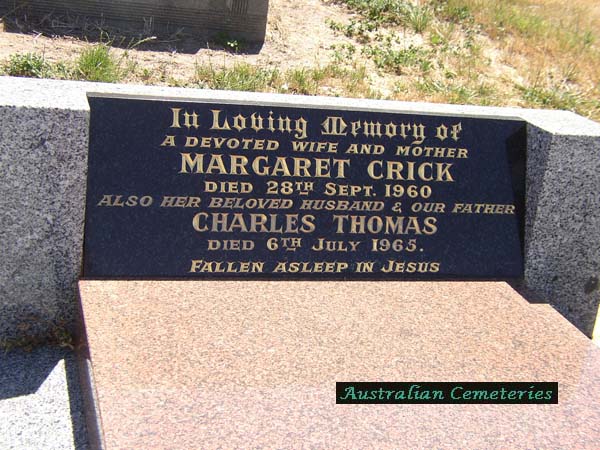 In Loving Memory of
A DEVOTED WIFE AND MOTHER
MARGARET CRICK
DIED 28TH SEPT. 1960
ALSO HER BELOVED HUSBAND & OUR FATHER
CHARLES THOMAS
DIED 6TH JULY 1965.
FALLEN ASLEEP IN JESUS
Australian Cemeteries